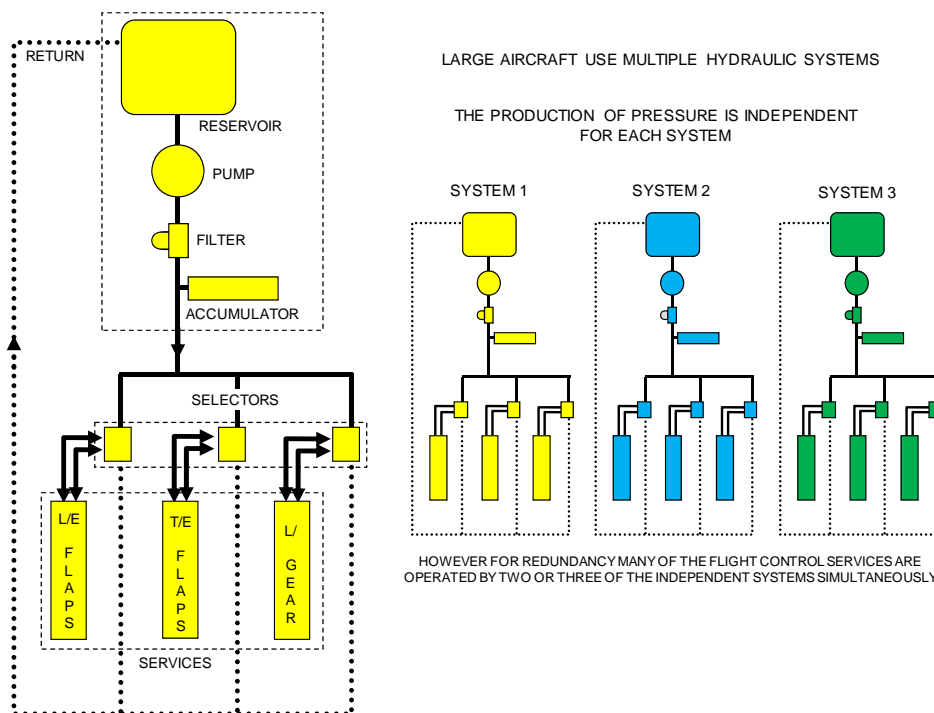 RETURN
RESERVOIR
PUMP
FILTER
ACCUMULATOR
SELECTORS
L/E
F
L
A
P
S
T/E
F
L
A
P
S
L/
G
E
A
R
SERVICES
LARGE AIRCRAFT USE MULTIPLE HYDRAULIC SYSTEMS
THE PRODUCTION OF PRESSURE IS INDEPENDENT
FOR EACH SYSTEM
SYSTEM 1
SYSTEM 2
SYSTEM 3
HOWEVER FOR REDUNDANCY MANY OF THE FLIGHT CONTROL SERVICES ARE
OPERATED BY TWO OR THREE OF THE INDEPENDENT SYSTEMS SIMULTANEOUSLY